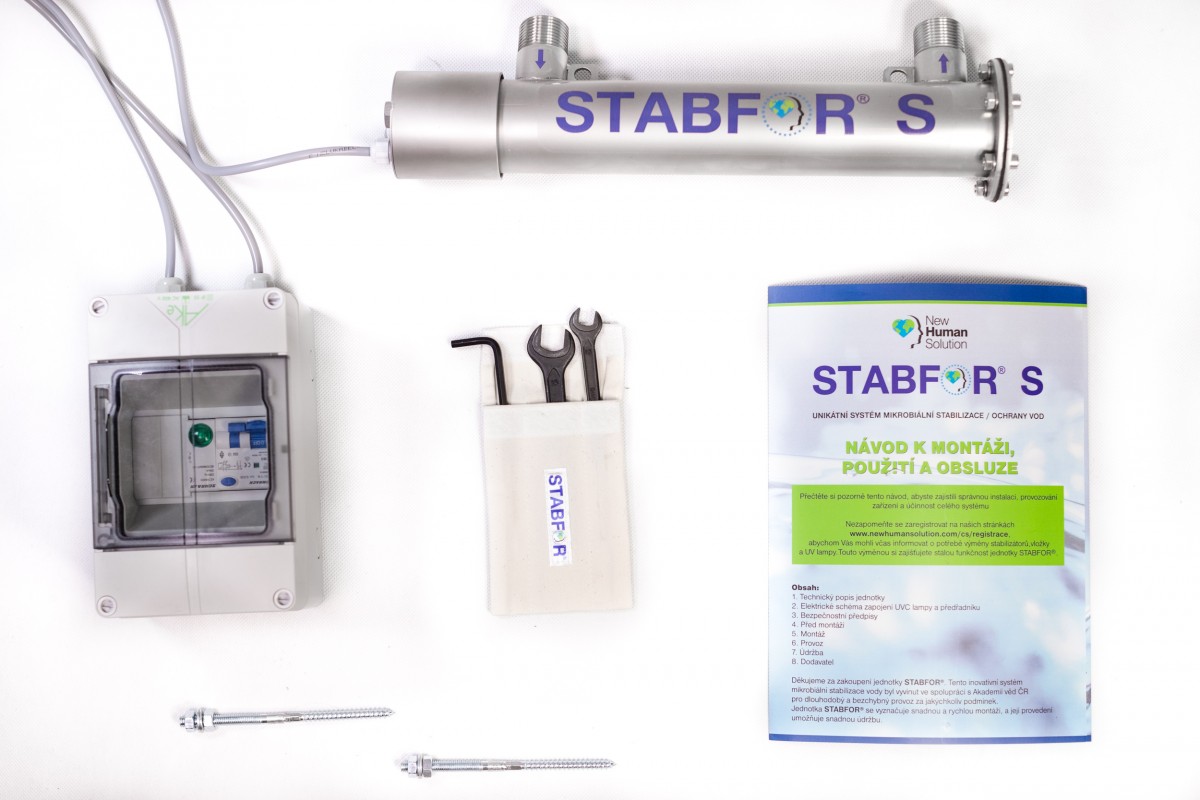 STABFOR® S
New
Human
Solution
STABFOR® S
UNIKÁTNÍ SYSTÉM MIKROBIÁLNÍ STABILIZACE / OCHRANY VOD
NÁVOD K MONTÁŽI,
POUŽITÍ A OBSLUZE
Přečtěte si pozorně tento návod, abyste zajistili správnou instalaci, provozování
zařízení a účinnost celého systému
Nezapomeňte se zaregistrovat na našich stránkách
www.newhumansolution.com/cs/registrace,
abychom Vás mohli včas informovat o potřebě výměny stabilizátorů,vložky
a UV lampy.Touto výměnou si zajišťujete stálou funkčnost jednotky STABFOR®.
Obsah:
1. Technický popis jednotky
2. Elektrické schéma zapojení UVC lampy a předřadníku
3. Bezpečnostní předpisy
4. Před montáží
5. Montáž
6. Provoz
7. Údržba
8. Dodavatel
Děkujeme za zakoupení jednotky STABFOR®. Tento inovativní systém
mikrobiální stabilizace vody byl vyvinut ve spolupráci s Akademií věd ČR
pro dlouhodobý a bezchybný provoz za jakýchkoliv podmínek.
Jednotka STABFOR® se vyznačuje snadnou a rychlou montáží, a její provedení
umožňuje snadnou údržbu.
STABFOR®